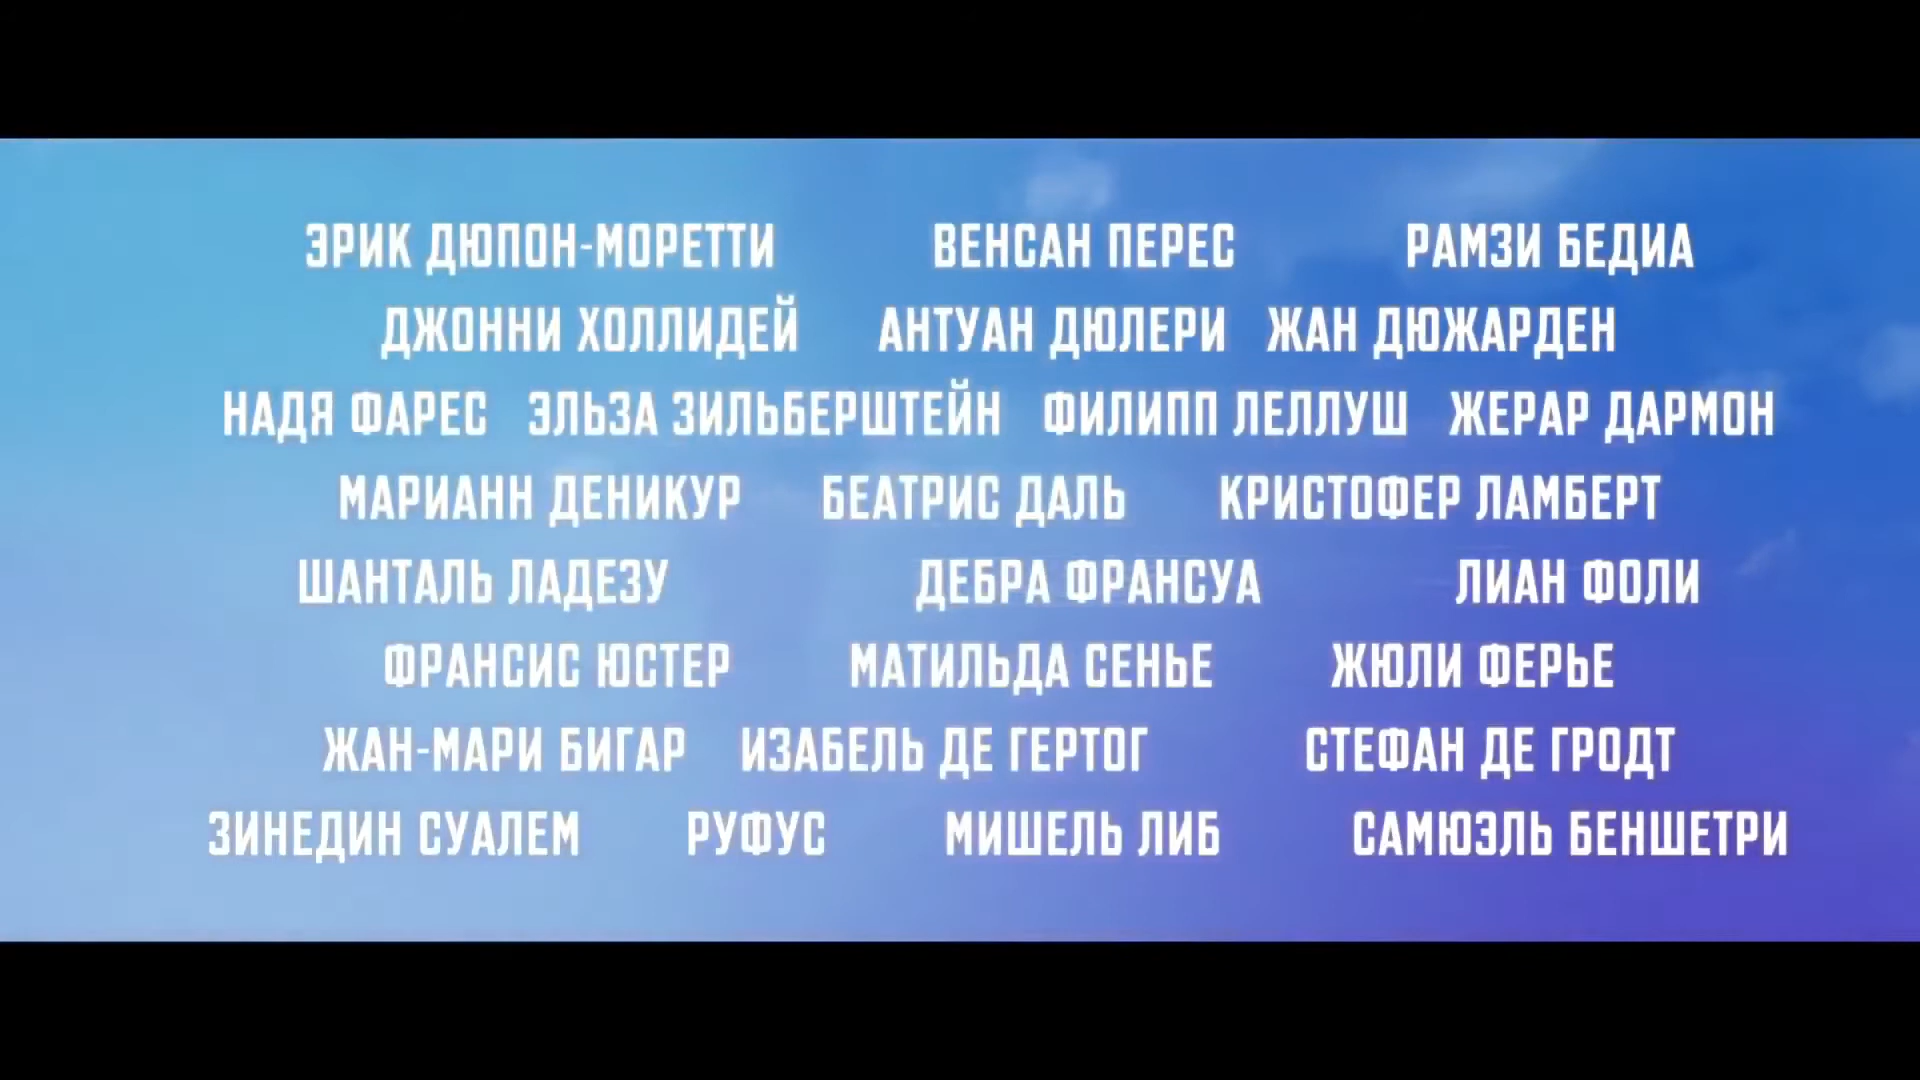 ЭРИК ДЮПОН-МОРЕТТИ ВЕНСАН ПЕРЕС РАМЗИ БЕДИА
ДЖОННИ ХОЛЛИДЕЙ АНТУАН ДЮЛЕРИ ЖАН ДЮЖАРДЕН
НАДЯ ФАРЕС ЭЛЬЗА ЗИЛЬБЕРШТЕЙН ФИЛИПП ЛЕЛЛУШ ЖЕРАР ДАРМОН
МАРИАНН ДЕНИКУР БЕАТРИС ДАЛЬ КРИСТОФЕР ЛАМБЕРТ
ШАНТАЛЬ ЛАДЕЗУ ДЕБРА ФРАНСУА ЛИАН ФОЛИ
ФРАНСИС ЮСТЕР МАТИЛЬДА СЕНЬЕ ЖЮЛИ ФЕРЬЕ
ЖАН-МАРИ БИГАР ИЗАБЕЛЬ ДЕ ГЕРТОГ СТЕФАН ДЕ ГРОДТ
ЗИНЕДИН СУАЛЕМ РУФУС МИШЕЛЬ ЛИБ САМЮЭЛЬ БЕНШЕТРИ